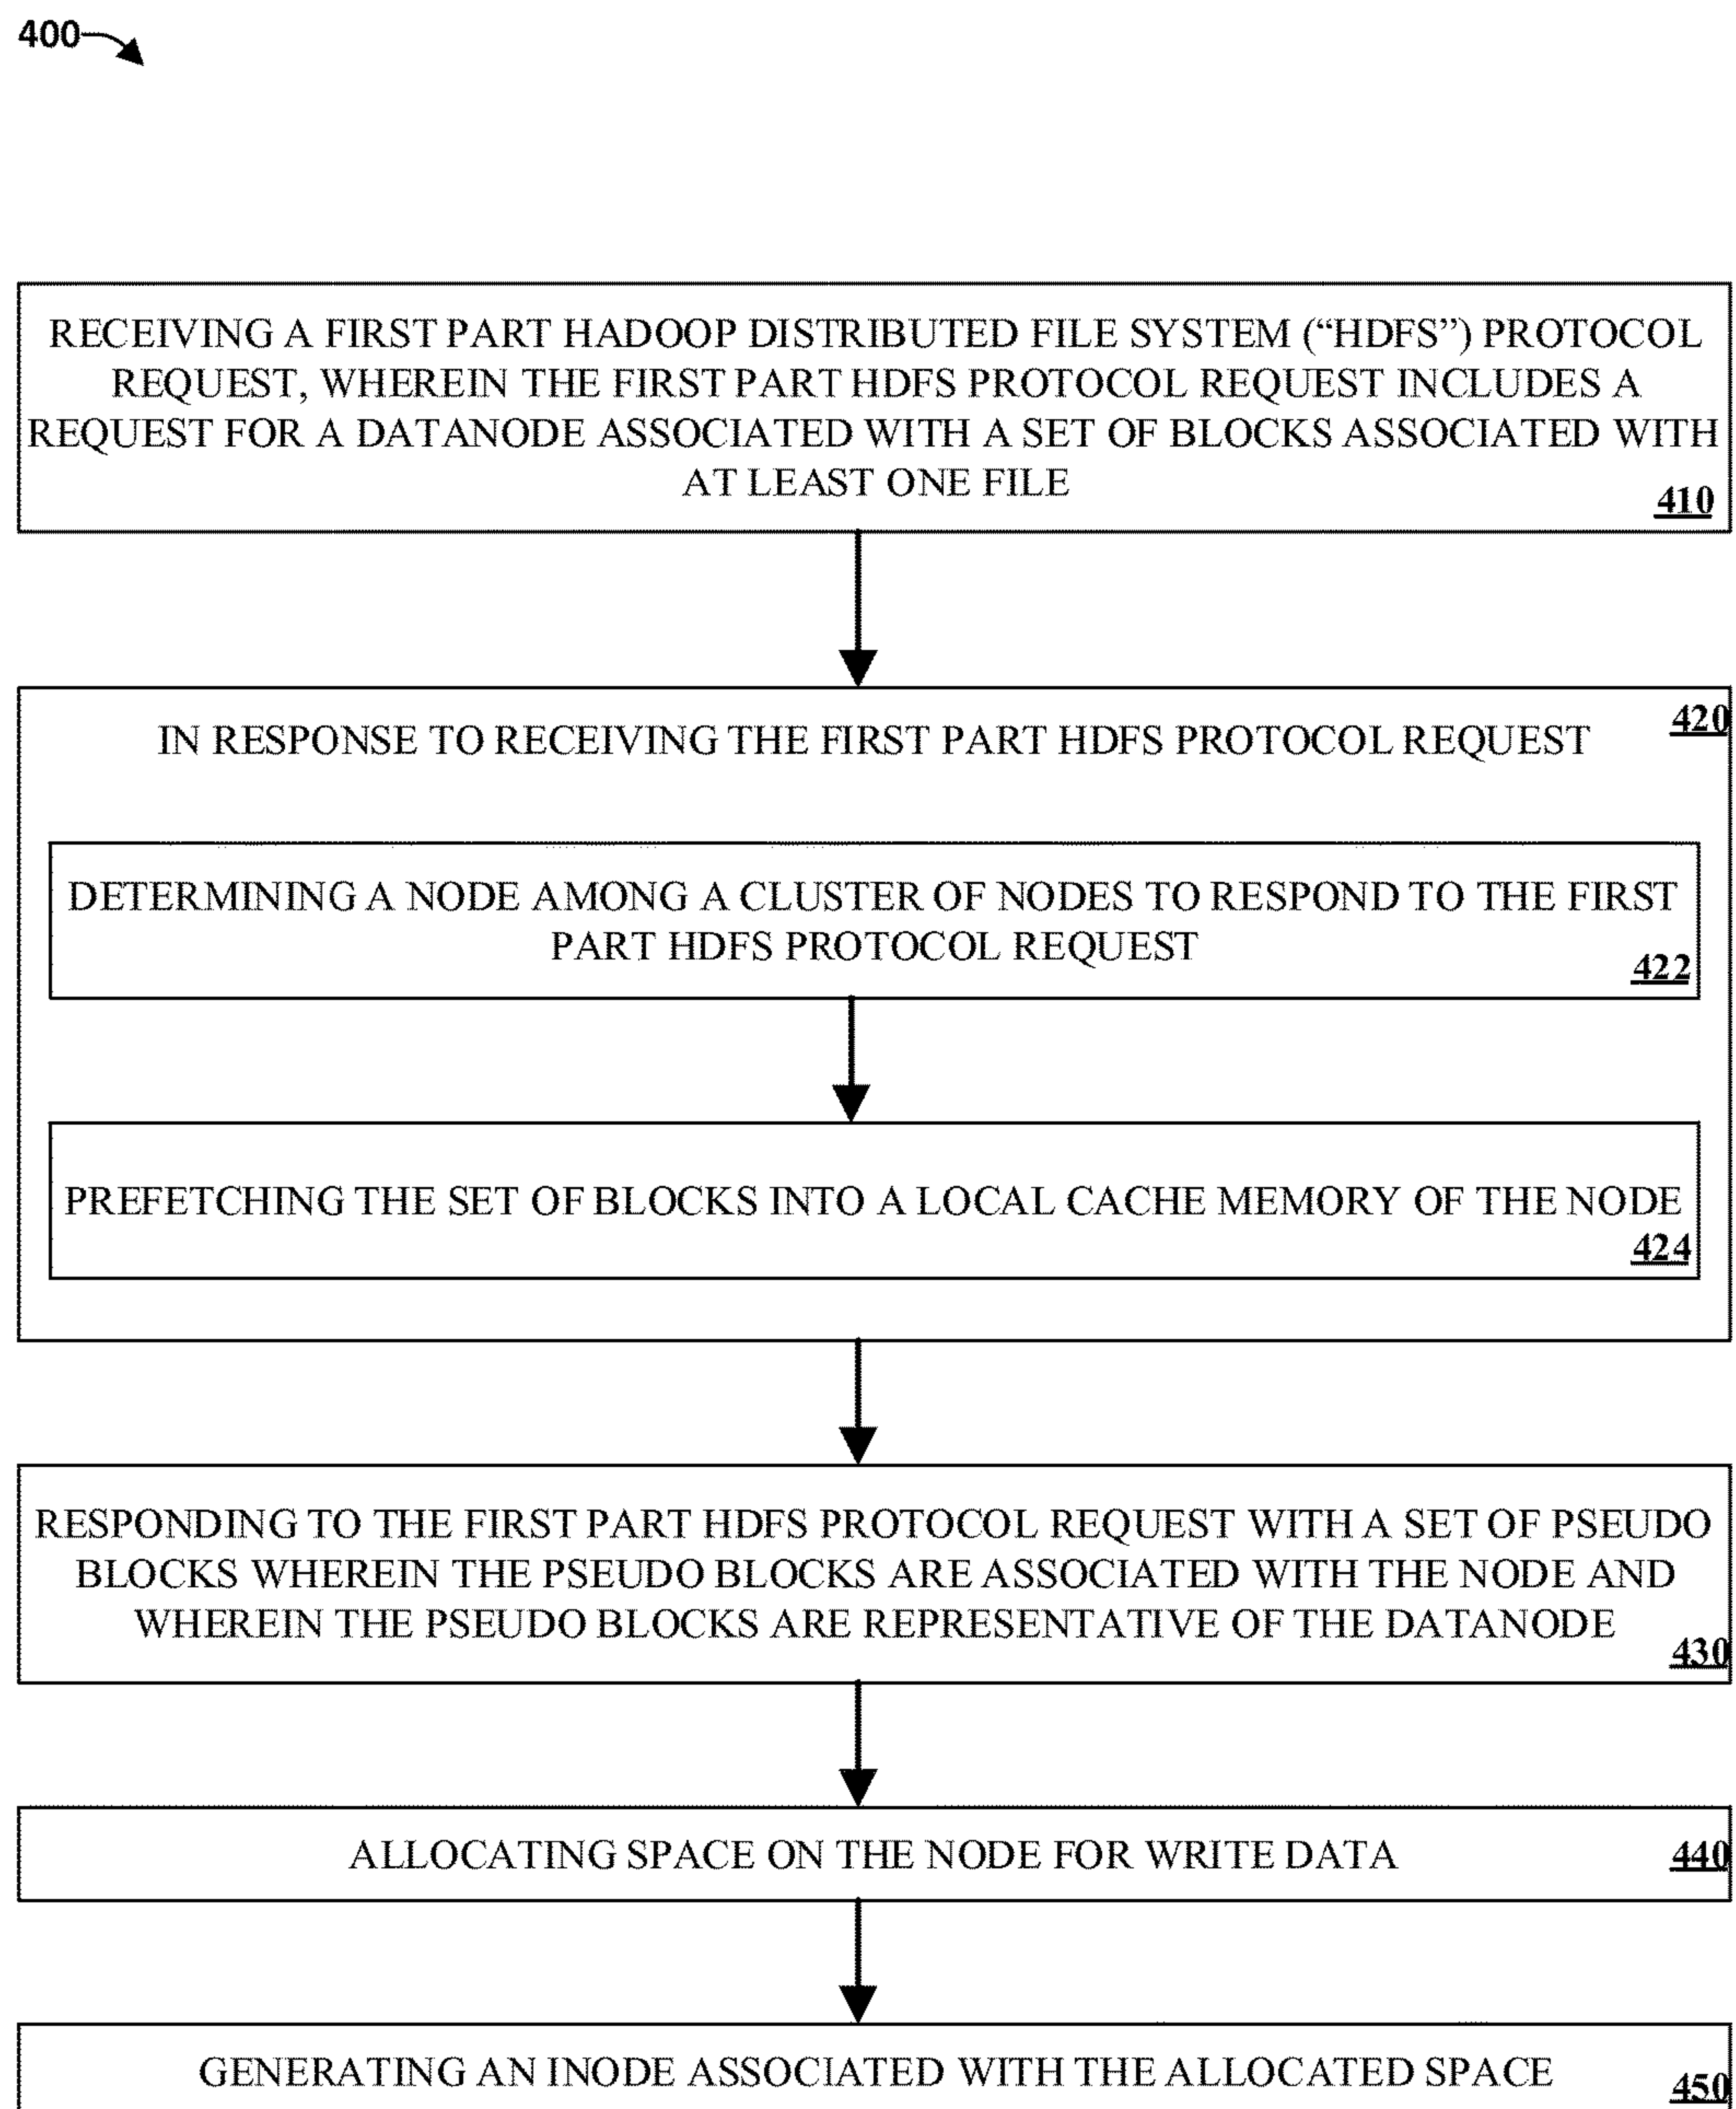 400
RECEIVING A FIRST PART HADOOP DISTRIBUTED FILE SYSTEM (“HDFS”) PROTOCOL
REQUEST, WHEREIN THE FIRST PART HDFS PROTOCOL REQUEST INCLUDES A
REQUEST FOR A DATANODE ASSOCIATED WITH A SET OF BLOCKS ASSOCIATED WITH
AT LEAST ONE FILE
410
IN RESPONSE TO RECEIVING THE FIRST PART HDFS PROTOCOL REQUEST
420
DETERMINING A NODE AMONG A CLUSTER OF NODES TO RESPOND TO THE FIRST
PART HDFS PROTOCOL REQUEST
422
PREFETCHING THE SET OF BLOCKS INTO A LOCAL CACHE MEMORY OF THE NODE
424
RESPONDING TO THE FIRST PART HDFS PROTOCOL REQUEST WITH A SET OF PSEUDO
BLOCKS WHEREIN THE PSEUDO BLOCKS ARE ASSOCIATED WITH THE NODE AND
WHEREIN THE PSEUDO BLOCKS ARE REPRESENTATIVE OF THE DATANODE
430
ALLOCATING SPACE ON THE NODE FOR WRITE DATA
440
GENERATING AN INODE ASSOCIATED WITH THE ALLOCATED SPACE
450